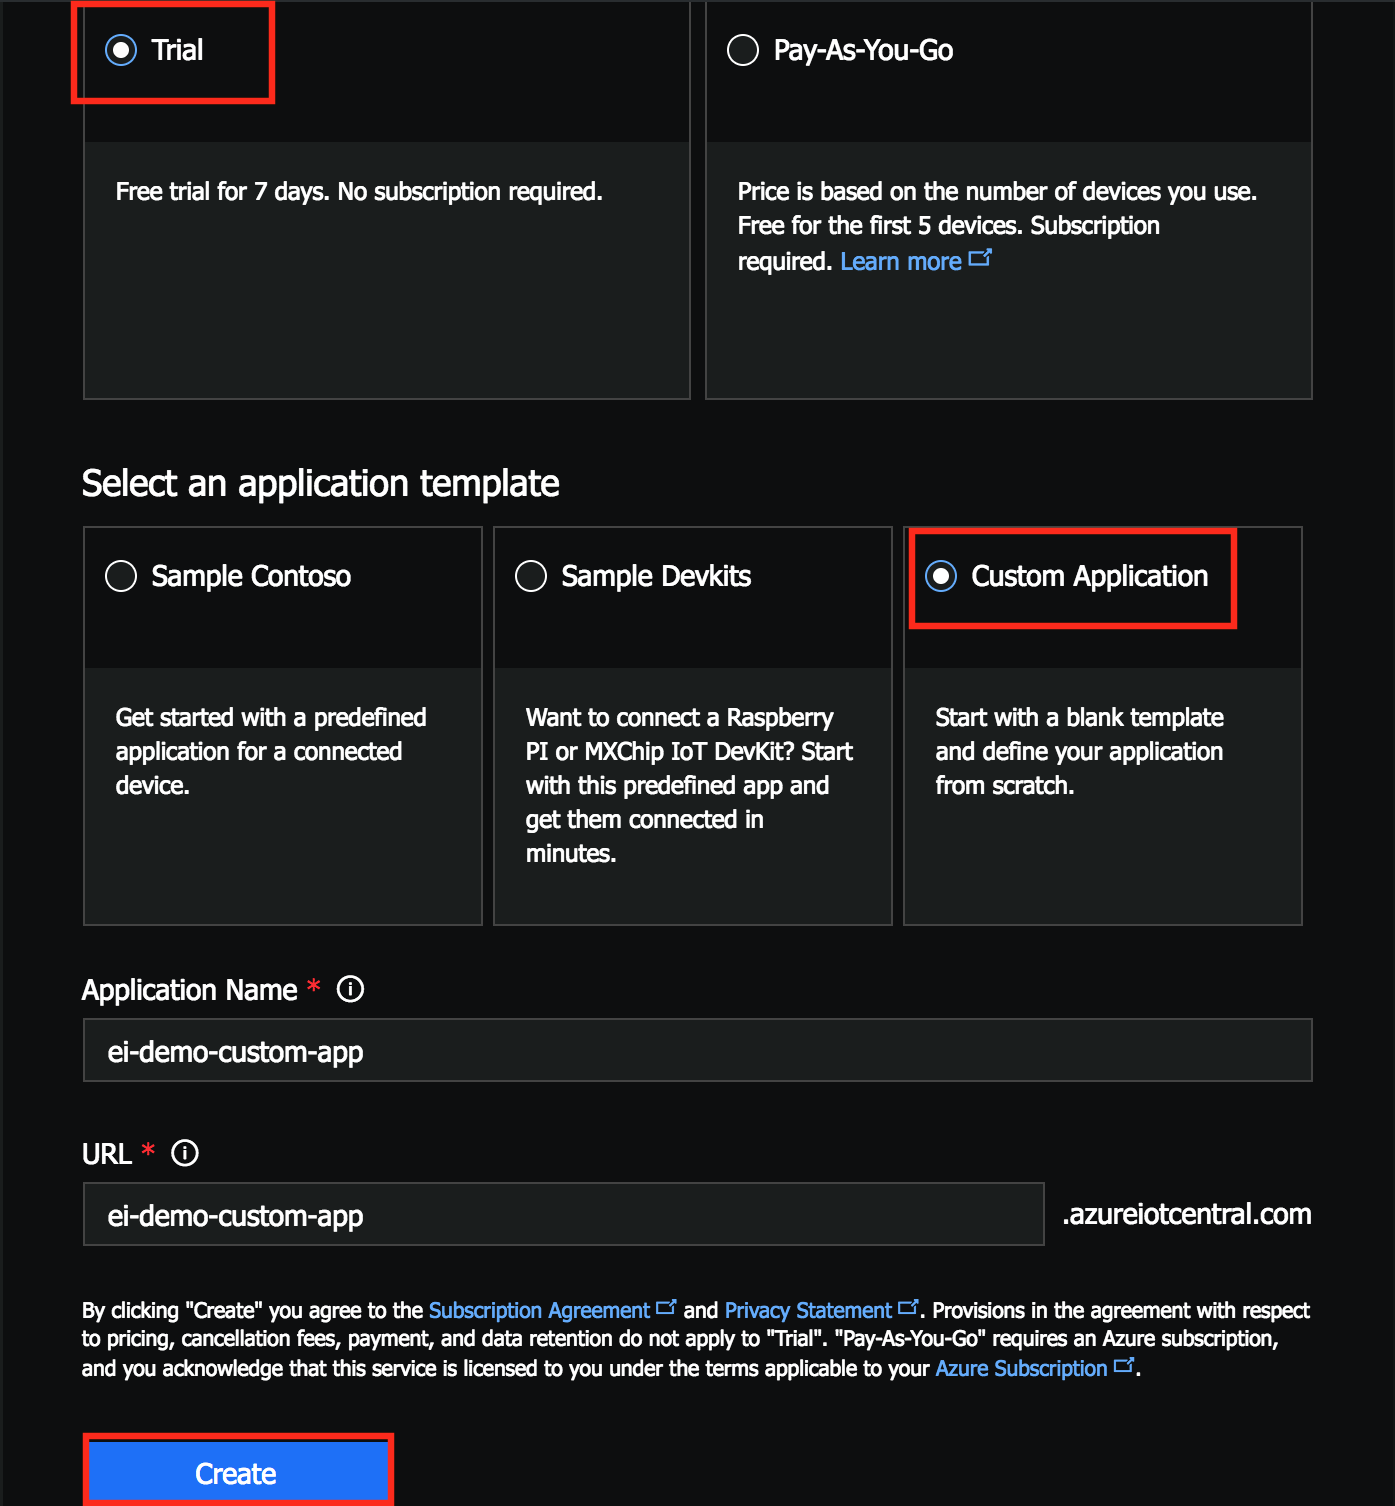 Trial
Pay-As-You-Go
Free trial for 7 days. No subscription required.
Price is based on the number of devices you use.
Free for the first 5 devices. Subscription
required. Learn more
Select an application template
Sample Contoso
Sample Devkits
Custom Application
Get started with a predefined
application for a connected
device.
Want to connect a Raspberry
PI or MXChip IoT DevKit? Start
with this predefined app and
get them connected in
minutes.
Start with a blank template
and define your application
from scratch.
Application Name *
ei-demo-custom-app
URL *
ei-demo-custom-app
.azureiotcentral.com
By clicking "Create" you agree to the Subscription Agreement and Privacy Statement. Provisions in the agreement with respect
to pricing, cancellation fees, payment, and data retention do not apply to "Trial". "Pay-As-You-Go" requires an Azure subscription,
and you acknowledge that this service is licensed to you under the terms applicable to your Azure Subscription.
Create